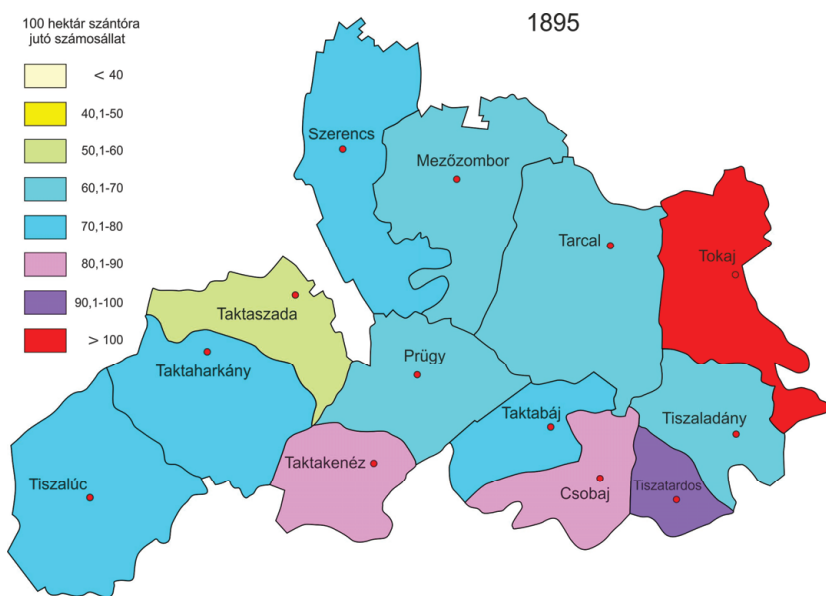 1895
100 hektár szántóra
jutó számosállat
< 40
40,1-50
50,1-60
60,1-70
70,1-80
80,1-90
90,1-100
> 100
Szerencs
Mezőzombor
Tarcal
Tokaj
Taktaszada
Taktaharkány
Prügy
Taktabáj
Tiszaladány
Taktakenéz
Tiszalúc
Csobaj
Tiszatardos